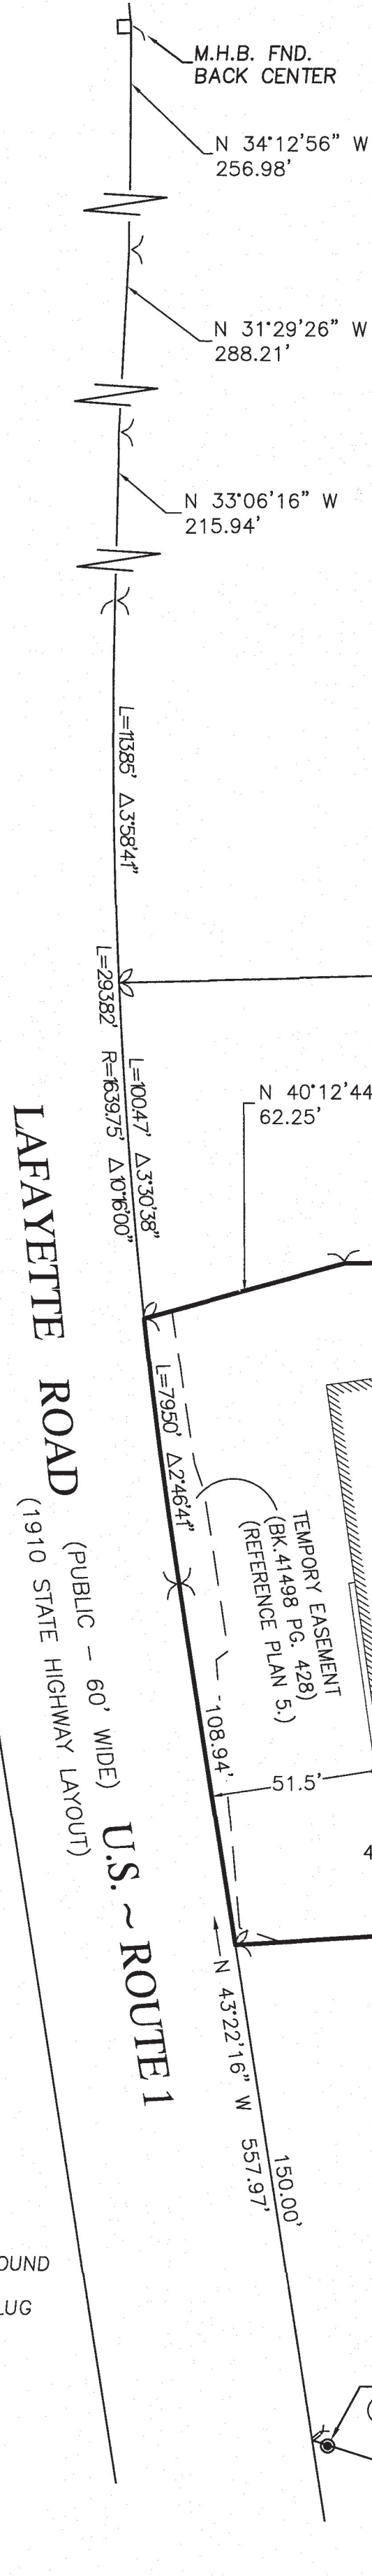 M.H.B. FND.
BACK CENTER
N 34°12'56" W
256.98'
N 31°29'26" W
288.21'
N 33°06'16" W
215.94'
L=113.85' Δ3°58'41"
L=293.82' R=1639.75' Δ10°16'00"
L=100.47' Δ3°30'38"
N 40°12'44
62.25'
LAFAYETTE ROAD
(PUBLIC – 60' WIDE)
(1910 STATE HIGHWAY LAYOUT)
L=79.50' Δ2°46'41"
TEMPORY EASEMENT
(BK.41498 PG. 428)
(REFERENCE PLAN 5.)
108.94'
51.5'
4
U.S. ~ ROUTE 1
N 43°22'16" W 557.97'
150.00'
OUND
LUG